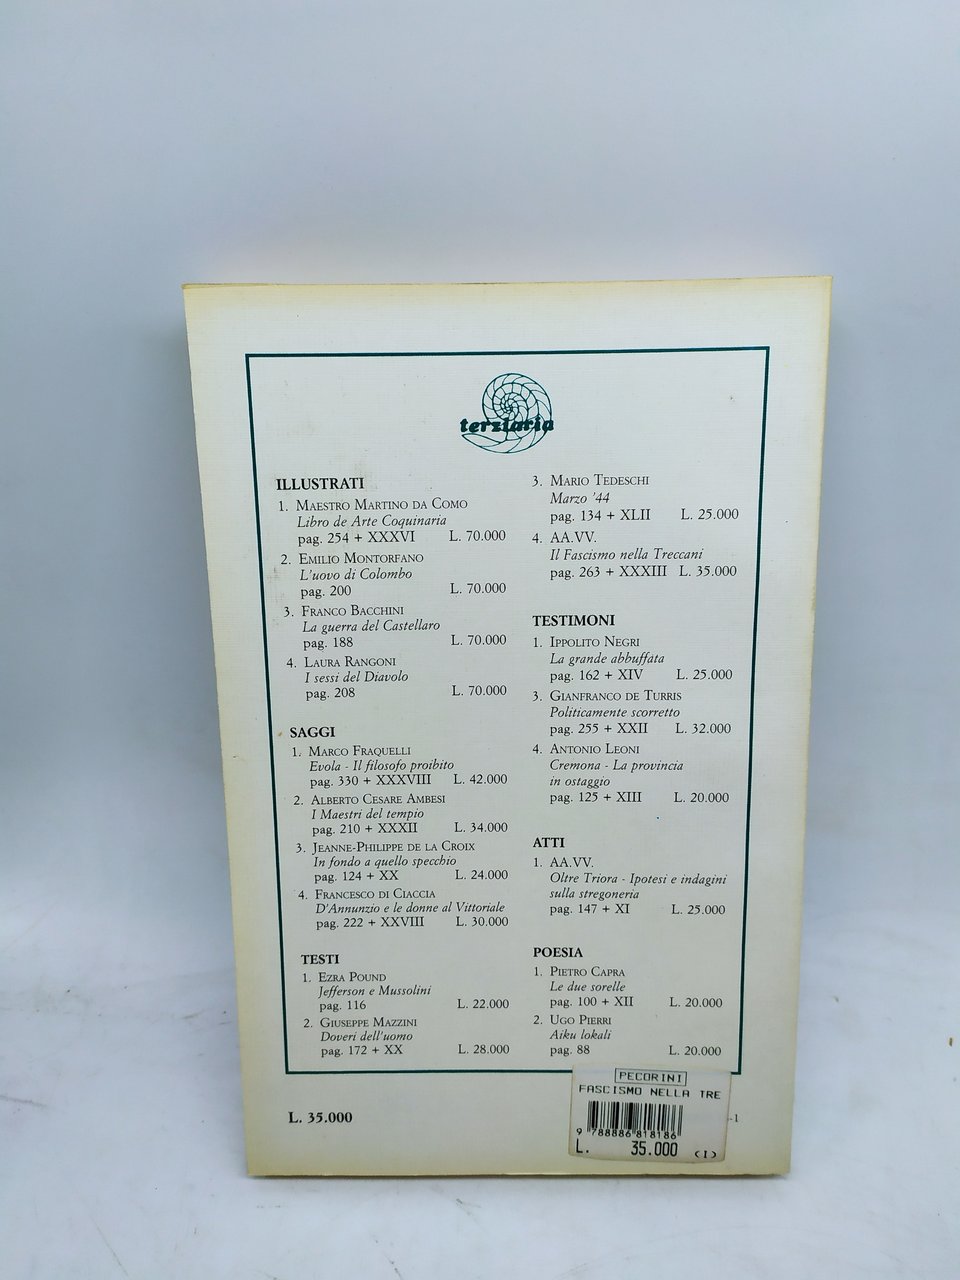 terziaria
ILLUSTRATI
1. MAESTRO MARTINO DA COMO
Libro de Arte Coquinaria
pag. 254 + XXXVI L. 70.000
2. EMILIO MONTORFANO
L'uovo di Colombo
pag. 200 L. 70.000
3. FRANCO BACCHINI
La guerra del Castellaro
pag. 188 L. 70.000
4. LAURA RANGONI
I sessi del Diavolo
pag. 208 L. 70.000
SAGGI
1. MARCO FRAQUELLI
Evola - Il filosofo proibito
pag. 330 + XXXVIII L. 42.000
2. ALBERTO CESARE AMBESI
I Maestri del tempio
pag. 210 + XXXII L. 34.000
3. JEANNE-PHILIPPE DE LA CROIX
In fondo a quello specchio
pag. 124 + XX L. 24.000
4. FRANCESCO DI CIACCIA
D'Annunzio e le donne al Vittoriale
pag. 222 + XXVIII L. 30.000
TESTI
1. EZRA POUND
Jefferson e Mussolini
pag. 116 L. 22.000
2. GIUSEPPE MAZZINI
Doveri dell'uomo
pag. 172 + XX L. 28.000
3. MARIO TEDESCHI
Marzo '44
pag. 134 + XLII L. 25.000
4. AA.VV.
Il Fascismo nella Treccani
pag. 263 + XXXIII L. 35.000
TESTIMONI
1. IPPOLITO NEGRI
La grande abbuffata
pag. 162 + XIV L. 25.000
3. GIANFRANCO DE TURRIS
Politicamente scorretto
pag. 255 + XXII L. 32.000
4. ANTONIO LEONI
Cremona - La provincia
in ostaggio
pag. 125 + XIII L. 20.000
ATTI
1. AA.VV.
Oltre Triora - Ipotesi e indagini
sulla stregoneria
pag. 147 + XI L. 25.000
POESIA
1. PIETRO CAPRA
Le due sorelle
pag. 100 + XII L. 20.000
2. UGO PIERRI
Aiku lokali
pag. 88 L. 20.000
L. 35.000
PECORINI
FASCISMO NELLA TRE
9 788886 818186
L. 35.000 (I)
-1